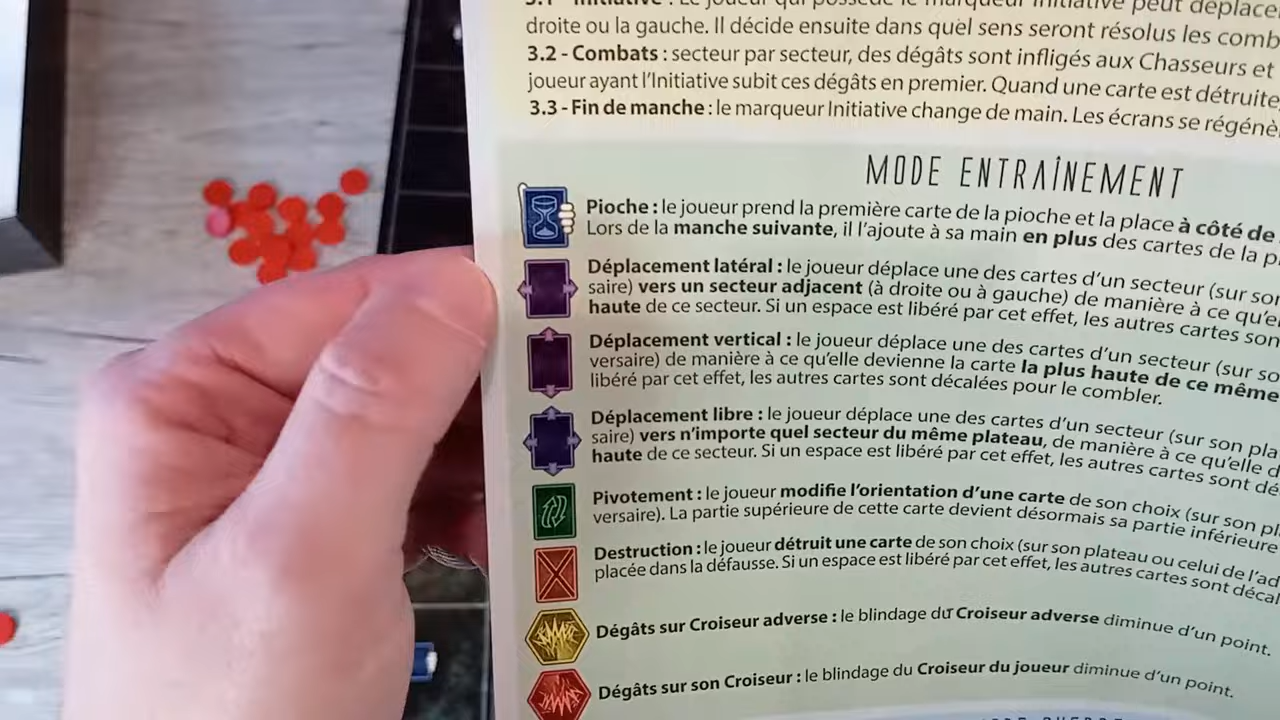 3.1 - Initiative : Le joueur qui possède le marqueur Initiative peut déplacer
droite ou la gauche. Il décide ensuite dans quel sens seront résolus les comb
3.2 - Combats : secteur par secteur, des dégâts sont infligés aux Chasseurs et
joueur ayant l'Initiative subit ces dégâts en premier. Quand une carte est détruite,
3.3 - Fin de manche : le marqueur Initiative change de main. Les écrans se régénèr
MODE ENTRAÎNEMENT
Pioche : le joueur prend la première carte de la pioche et la place à côté de
Lors de la manche suivante, il l'ajoute à sa main en plus des cartes de la p
Déplacement latéral : le joueur déplace une des cartes d'un secteur (sur son
saire) vers un secteur adjacent (à droite ou à gauche) de manière à ce qu'e
haute de ce secteur. Si un espace est libéré par cet effet, les autres cartes son
Déplacement vertical : le joueur déplace une des cartes d'un secteur (sur so
versaire) de manière à ce qu'elle devienne la carte la plus haute de ce même
libéré par cet effet, les autres cartes sont décalées pour le combler.
Déplacement libre : le joueur déplace une des cartes d'un secteur (sur son pla
saire) vers n'importe quel secteur du même plateau, de manière à ce qu'elle d
haute de ce secteur. Si un espace est libéré par cet effet, les autres cartes sont dé
Pivotement : le joueur modifie l'orientation d'une carte de son choix (sur son pl
versaire). La partie supérieure de cette carte devient désormais sa partie inférieure
Destruction : le joueur détruit une carte de son choix (sur son plateau ou celui de l'ad
placée dans la défausse. Si un espace est libéré par cet effet, les autres cartes sont décal
Dégâts sur Croiseur adverse : le blindage du Croiseur adverse diminue d'un point.
Dégâts sur son Croiseur : le blindage du Croiseur du joueur diminue d'un point.